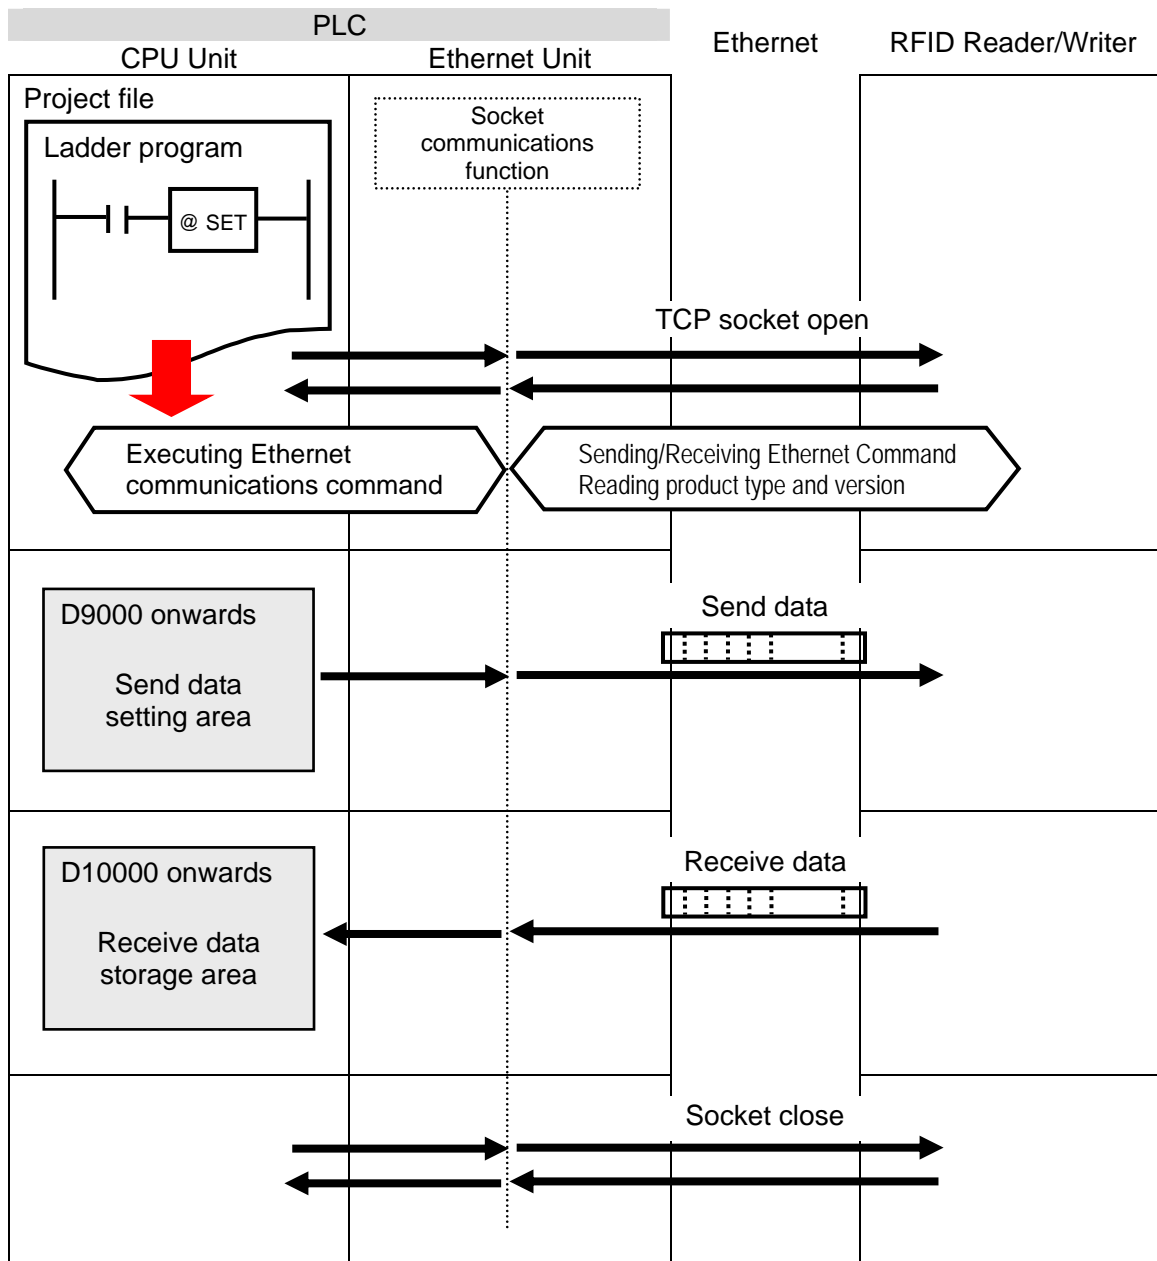 PLC
CPU Unit
Ethernet Unit
Ethernet
RFID Reader/Writer
Project file
Ladder program
@ SET
Socket
communications
function
TCP socket open
Executing Ethernet
communications command
Sending/Receiving Ethernet Command
Reading product type and version
D9000 onwards
Send data
setting area
Send data
D10000 onwards
Receive data
storage area
Receive data
Socket close